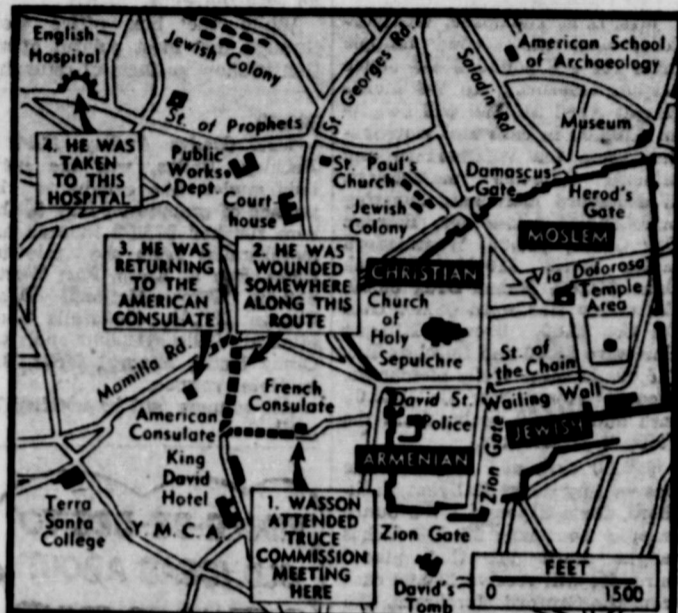 English
Hospital
Jewish Colony
St. Georges Rd.
Saladin Rd
American School
of Archaeology
St. of Prophets
Museum
4. HE WAS
TAKEN
TO THIS
HOSPITAL
Public
Works
Dept.
Court
house
St. Paul's
Church
Jewish
Colony
Damascus
Gate
Herod's
Gate
MOSLEM
3. HE WAS
RETURNING
TO THE
AMERICAN
CONSULATE
2. HE WAS
WOUNDED
SOMEWHERE
ALONG THIS
ROUTE
CHRISTIAN
Church
of
Holy
Sepulchre
Via Dolorosa
Temple
Area
St. of
the Chain
Mamilla Rd
French
Consulate
American
Consulate
David St.
Police
Wailing Wall
JEWISH
Zion Gate
ARMENIAN
King
David
Hotel
Terra
Santa
College
Y. M. C. A.
1. WASSON
ATTENDED
TRUCE
COMMISSION
MEETING
HERE
Zion Gate
David's
Tomb
FEET
0 1500